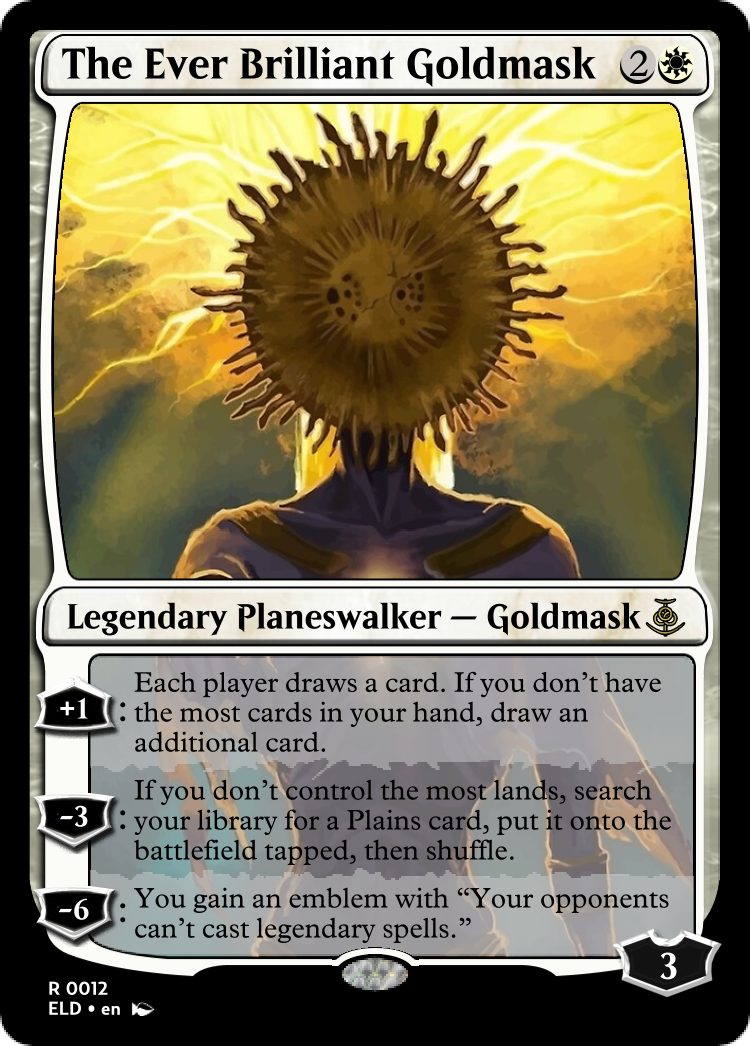 The Ever Brilliant Goldmask 2
Legendary Planeswalker — Goldmask
+1 : Each player draws a card. If you don't have
the most cards in your hand, draw an
additional card.
−3 : If you don't control the most lands, search
your library for a Plains card, put it onto the
battlefield tapped, then shuffle.
−6 : You gain an emblem with “Your opponents
can't cast legendary spells.”
3
R 0012
ELD • en